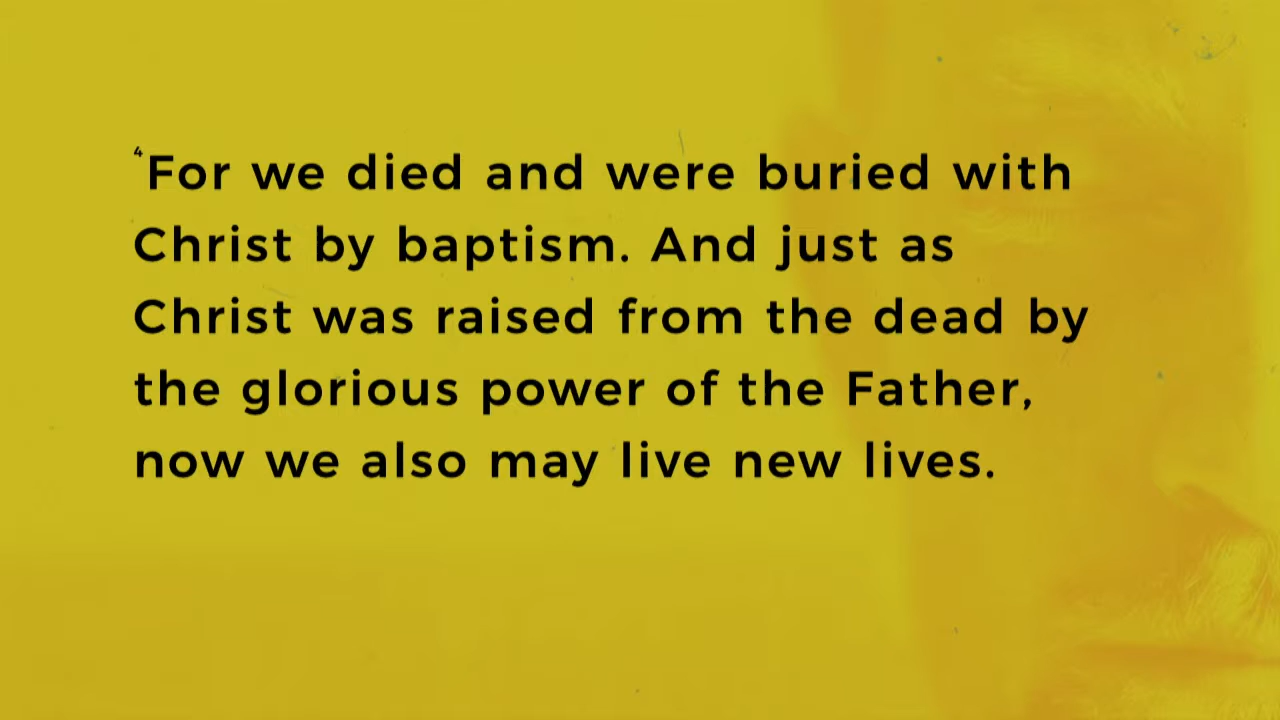 ⁴For we died and were buried with
Christ by baptism. And just as
Christ was raised from the dead by
the glorious power of the Father,
now we also may live new lives.